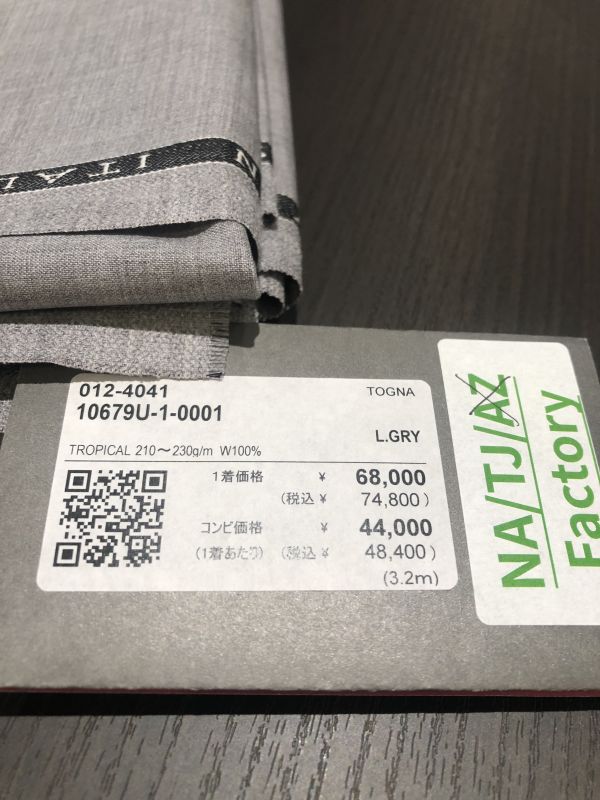 N ITAL
012-4041
TOGNA
10679U-1-0001
L.GRY
TROPICAL 210〜230g/m W100%
1着価格 ¥ 68,000
(税込 ¥ 74,800)
コンビ価格 ¥ 44,000
(1着あたり) (税込 ¥ 48,400)
(3.2m)
NA/TJ/AZ
Factory